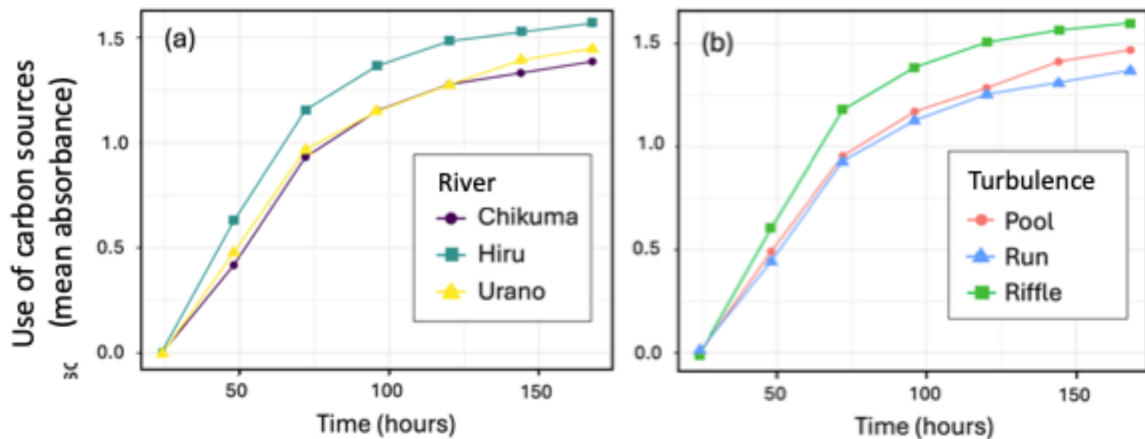 Use of carbon sources
(mean absorbance)
sc
(a)
1.5
1.0
0.5
0.0
River
Chikuma
Hiru
Urano
50
100
150
Time (hours)
(b)
1.5
1.0
0.5
0.0
Turbulence
Pool
Run
Riffle
50
100
150
Time (hours)